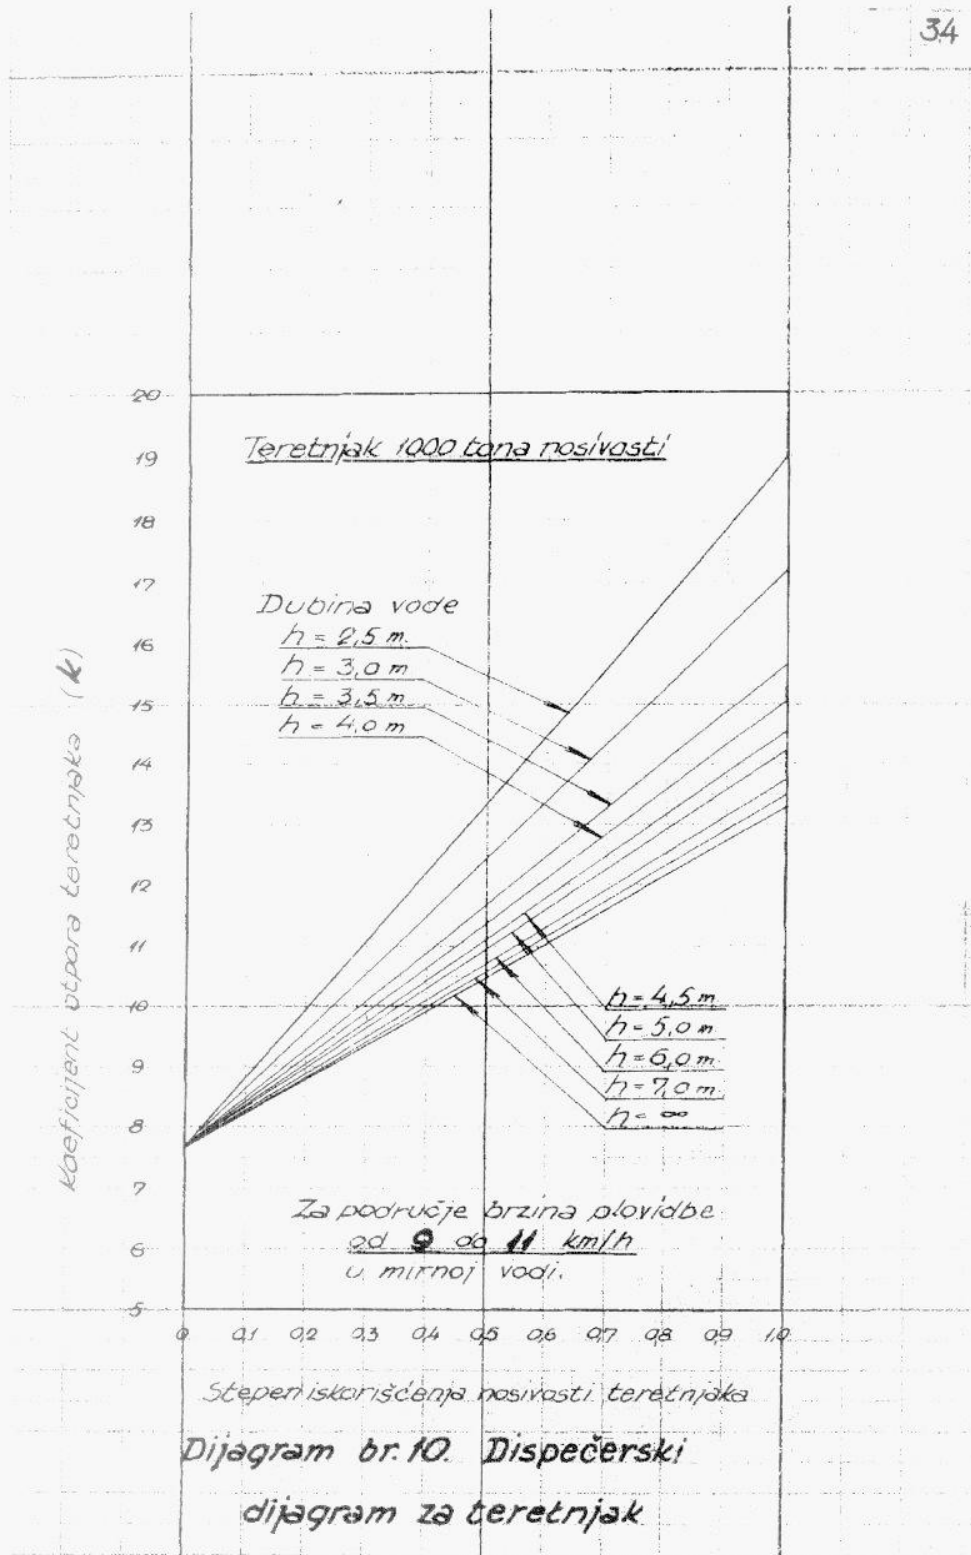 34
20
Teretnjak 1000 tona nosivosti
19
18
17
Dubina vode
h = 2,5 m.
16
h = 3,0 m
h = 3,5 m
15
h = 4,0 m
14
13
12
11
10
h = 4,5 m
h = 5,0 m
9
h = 6,0 m
h = 7,0 m
8
h = ∞
7
Koeficijent otpora teretnjaka (k)
Za područje brzina plovidbe
od 9 do 11 km/h
6
u mirnoj vodi.
5
0 0,1 0,2 0,3 0,4 0,5 0,6 0,7 0,8 0,9 1,0
Stepen iskorišćenja nosivosti teretnjaka
Dijagram br. 10. Dispečerski
dijagram za teretnjak